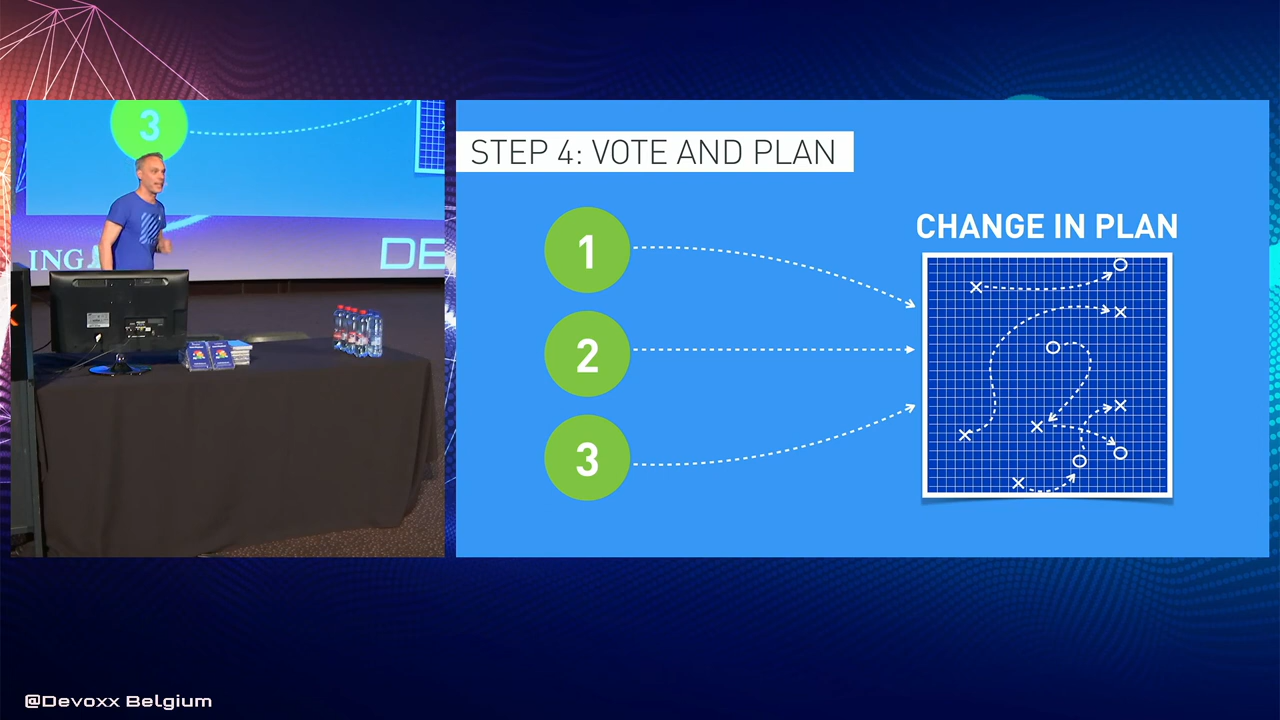 3
ING
DE
STEP 4: VOTE AND PLAN
1
2
3
CHANGE IN PLAN
@Devoxx Belgium